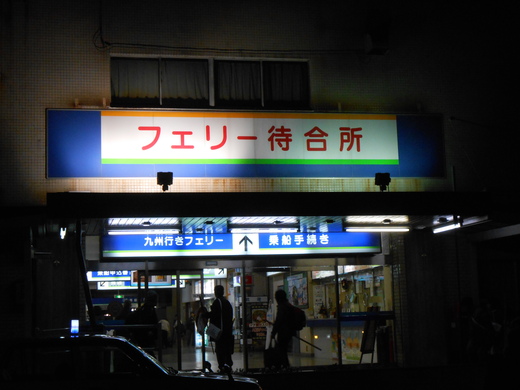 フェリー待合所
九州行きフェリー ↑ 乗船手続き